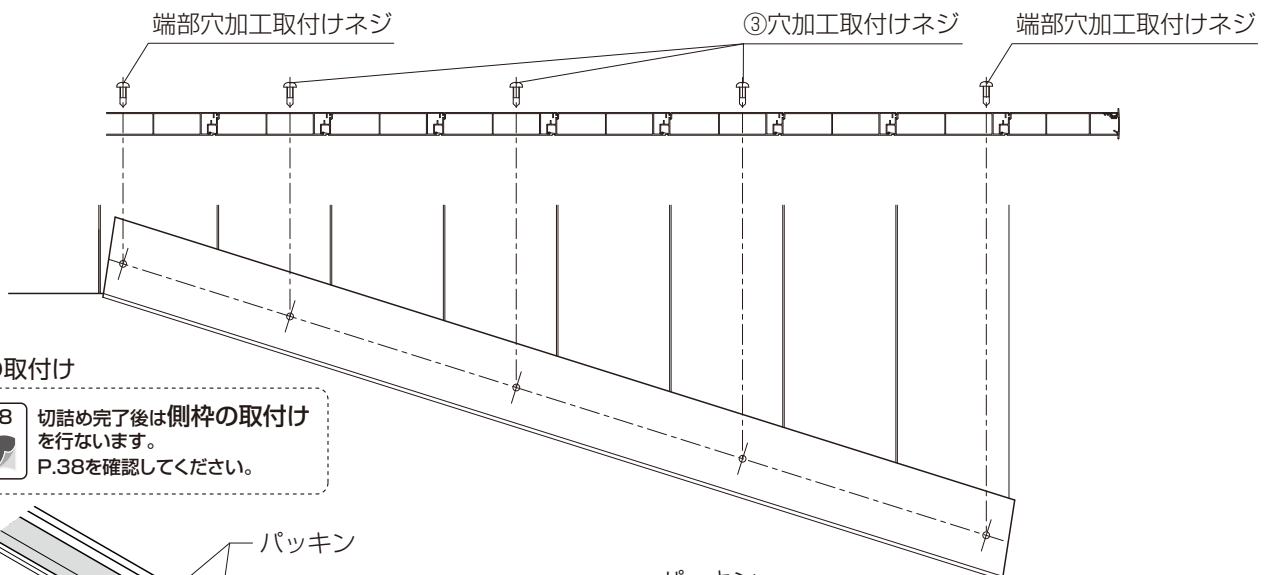 端部穴加工取付けネジ
③穴加工取付けネジ
端部穴加工取付けネジ
取付け
8
切詰め完了後は側枠の取付け
を行ないます。
P.38を確認してください。
パッキン